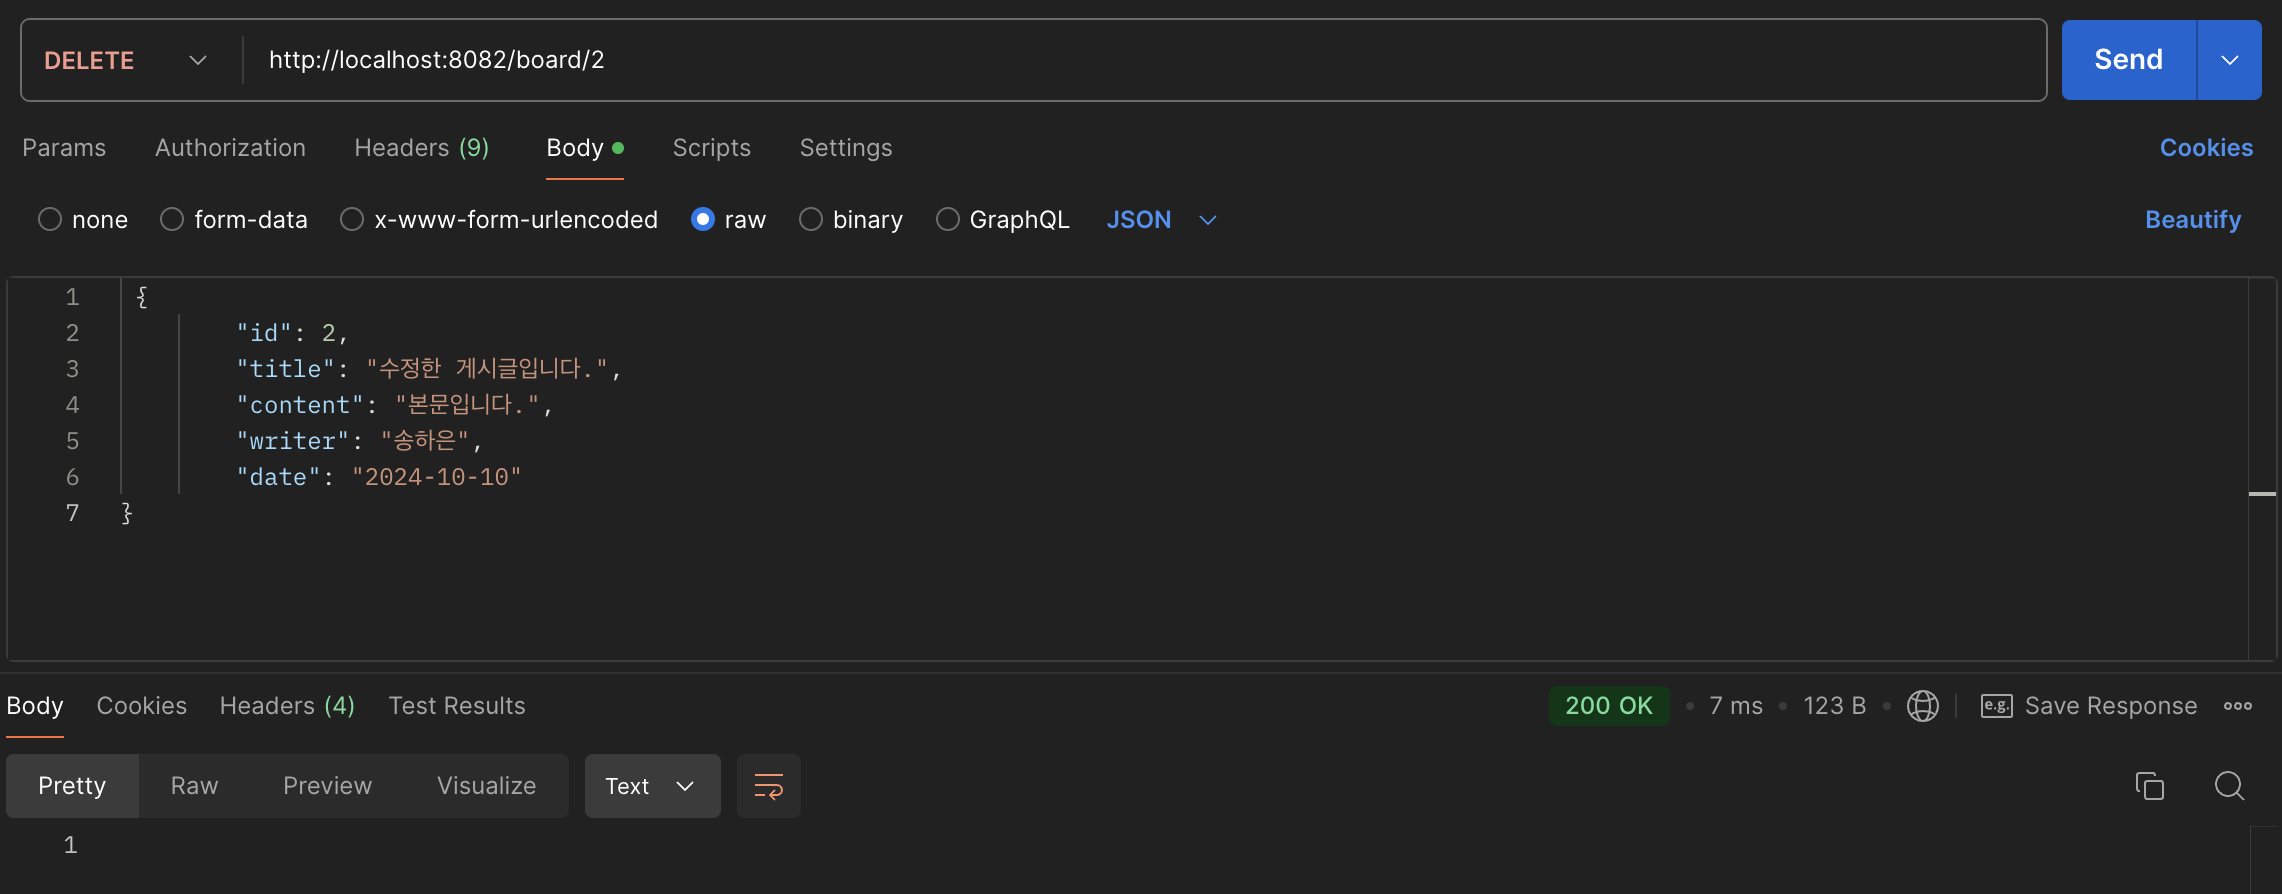 DELETE http://localhost:8082/board/2 Send
Params Authorization Headers (9) Body Scripts Settings Cookies
none form-data x-www-form-urlencoded raw binary GraphQL JSON Beautify
1 {
2 "id": 2,
3 "title": "수정한 게시글입니다.",
4 "content": "본문입니다.",
5 "writer": "송하은",
6 "date": "2024-10-10"
7 }
Body Cookies Headers (4) Test Results 200 OK 7 ms 123 B e.g. Save Response
Pretty Raw Preview Visualize Text
1